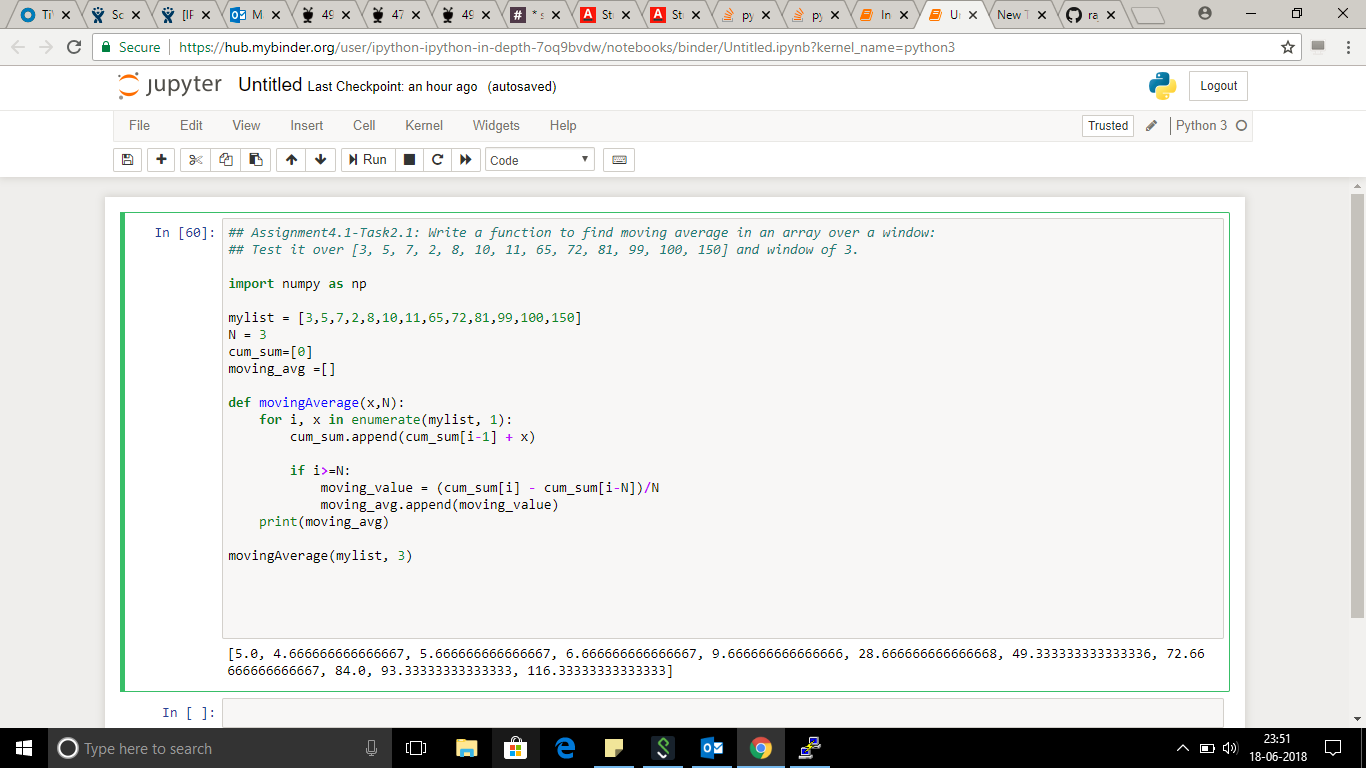 Ti
Sc
[IF
M
49
47
49
* s
St
St
py
py
In
Ui
New T
ra
Secure
https://hub.mybinder.org/user/ipython-ipython-in-depth-7oq9bvdw/notebooks/binder/Untitled.ipynb?kernel_name=python3
jupyter Untitled Last Checkpoint: an hour ago (autosaved)
Logout
File Edit View Insert Cell Kernel Widgets Help
Trusted Python 3
Run Code
In [60]:
## Assignment4.1-Task2.1: Write a function to find moving average in an array over a window:
## Test it over [3, 5, 7, 2, 8, 10, 11, 65, 72, 81, 99, 100, 150] and window of 3.
import numpy as np
mylist = [3,5,7,2,8,10,11,65,72,81,99,100,150]
N = 3
cum_sum=[0]
moving_avg =[]
def movingAverage(x,N):
    for i, x in enumerate(mylist, 1):
        cum_sum.append(cum_sum[i-1] + x)
        if i>=N:
            moving_value = (cum_sum[i] - cum_sum[i-N])/N
            moving_avg.append(moving_value)
    print(moving_avg)
movingAverage(mylist, 3)
[5.0, 4.666666666666667, 5.666666666666667, 6.666666666666667, 9.666666666666666, 28.666666666666668, 49.333333333333336, 72.66
666666666667, 84.0, 93.33333333333333, 116.33333333333333]
In [ ]:
Type here to search
23:51
18-06-2018